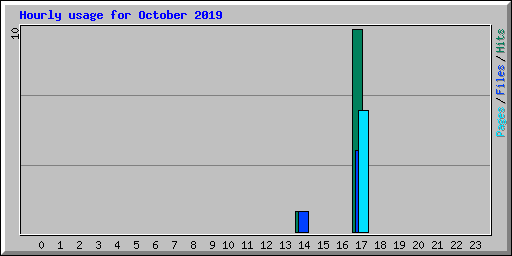 Hourly usage for October 2019
10
Pages/Files/Hits
0 1 2 3 4 5 6 7 8 9 10 11 12 13 14 15 16 17 18 19 20 21 22 23